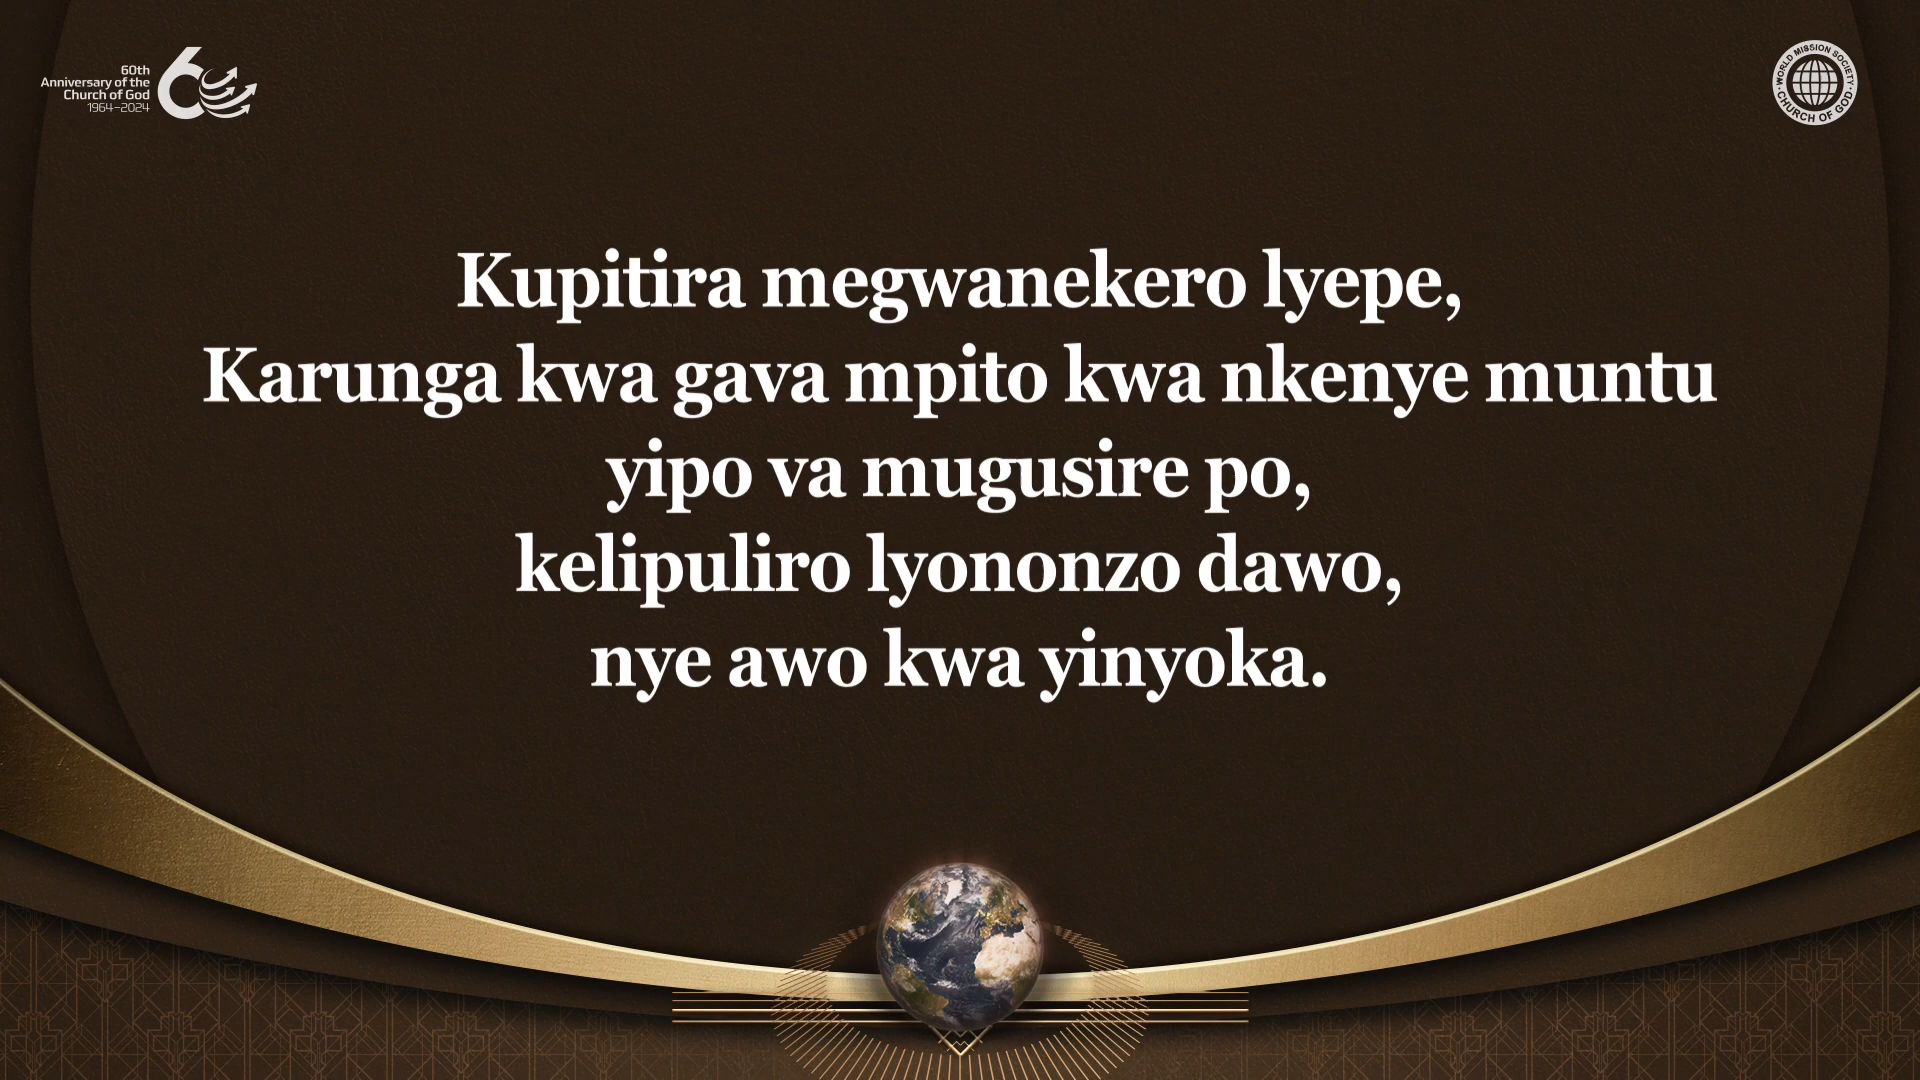 60th
Anniversary of the
Church of God
1964–2024
60
WORLD MISSION SOCIETY
CHURCH OF GOD
Kupitira megwanekero lyepe,
Karunga kwa gava mpito kwa nkenye muntu
yipo va mugusire po,
kelipuliro lyononzo dawo,
nye awo kwa yinyoka.